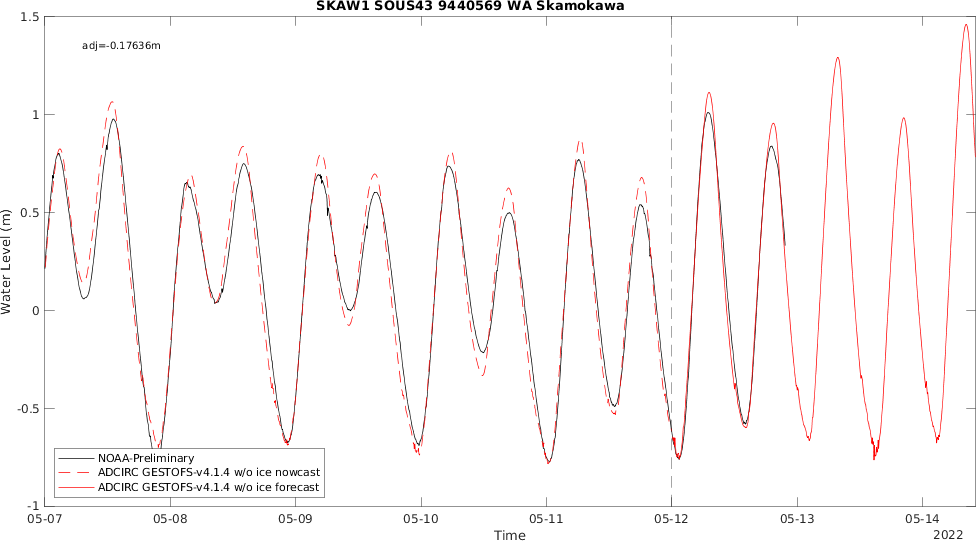 SKAW1 SOUS43 9440569 WA Skamokawa
adj=-0.17636m
1.5
1
0.5
0
-0.5
-1
Water Level (m)
NOAA-Preliminary
ADCIRC GESTOFS-v4.1.4 w/o ice nowcast
ADCIRC GESTOFS-v4.1.4 w/o ice forecast
05-07 05-08 05-09 05-10 05-11 05-12 05-13 05-14
Time
2022